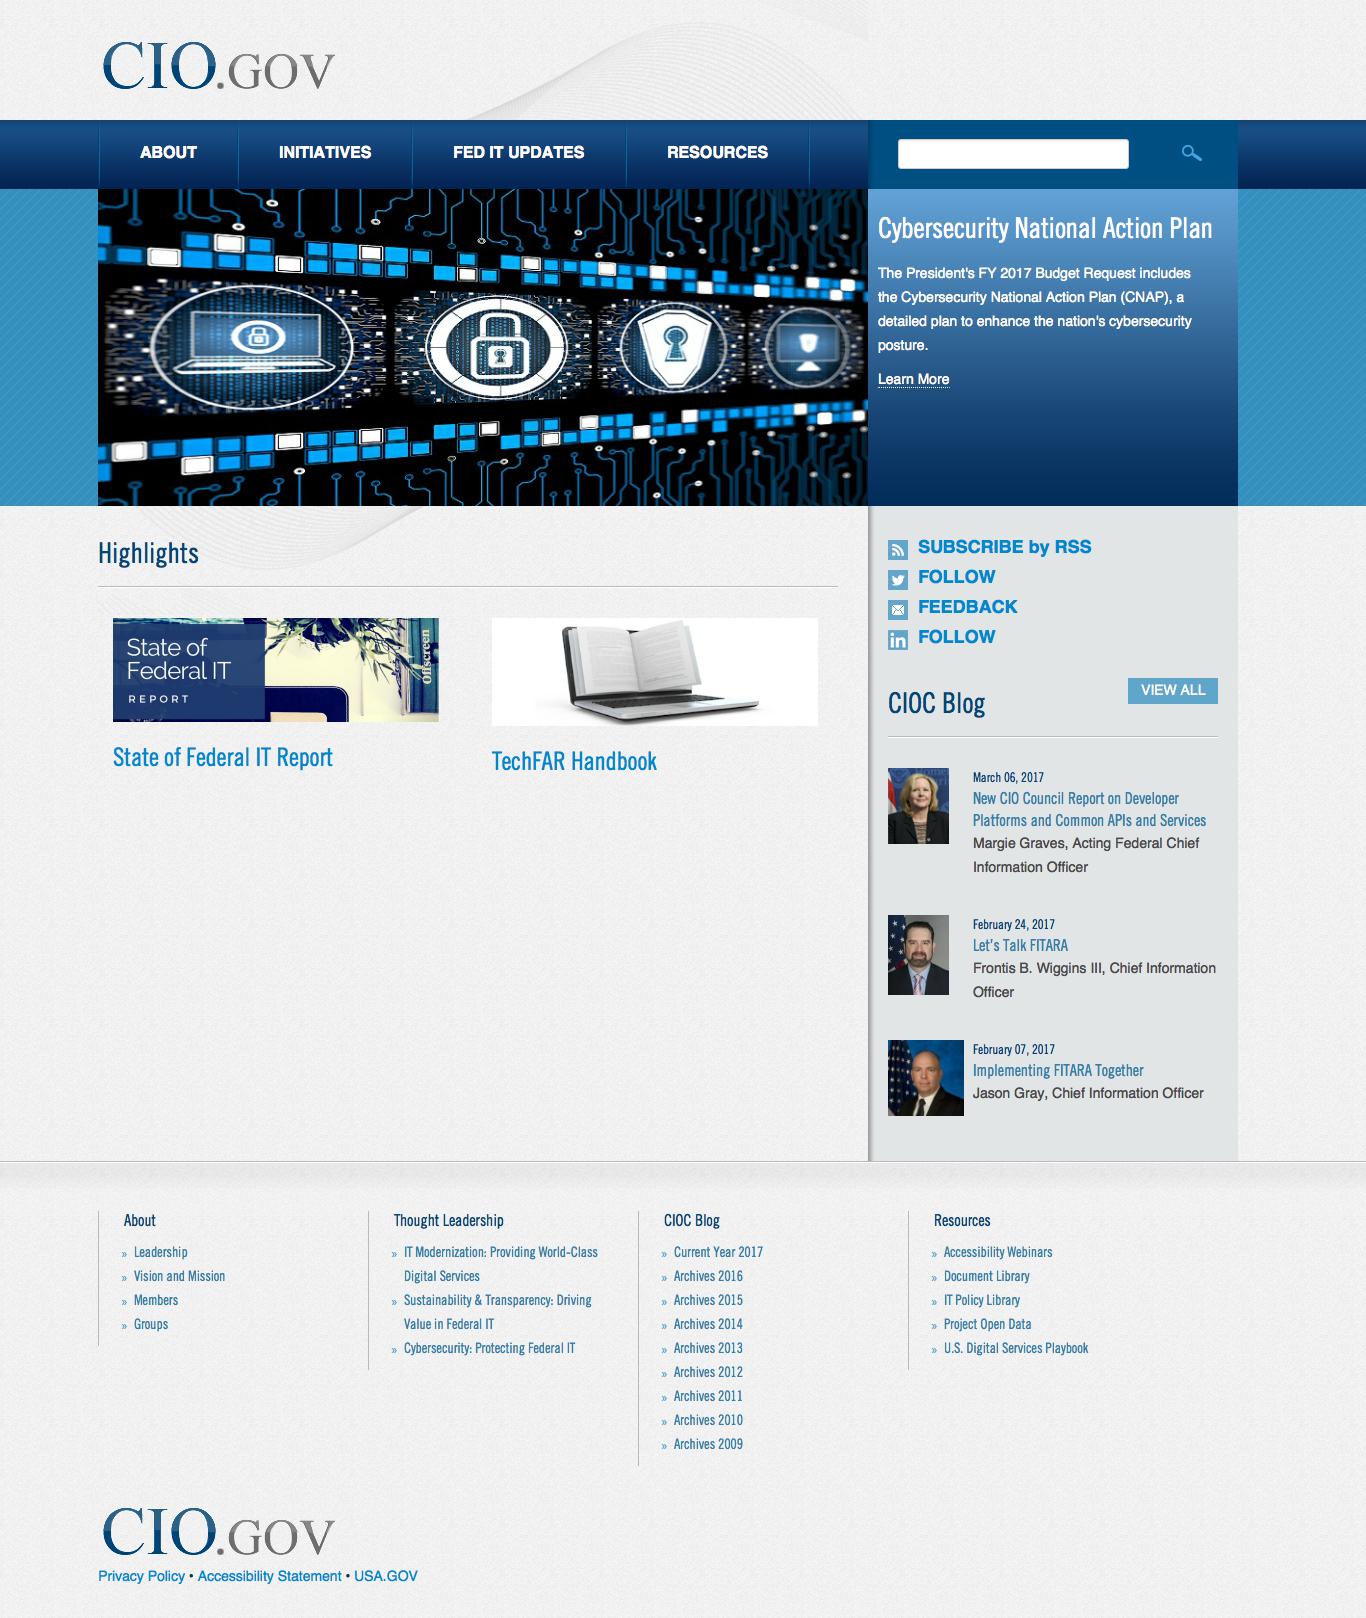 CIO.GOV
ABOUT
INITIATIVES
FED IT UPDATES
RESOURCES
Cybersecurity National Action Plan
The President's FY 2017 Budget Request includes
the Cybersecurity National Action Plan (CNAP), a
detailed plan to enhance the nation's cybersecurity
posture.
Learn More
Highlights
State of
Federal IT
REPORT
Offscreen
State of Federal IT Report
TechFAR Handbook
SUBSCRIBE by RSS
FOLLOW
FEEDBACK
in FOLLOW
CIOC Blog
VIEW ALL
March 06, 2017
New CIO Council Report on Developer
Platforms and Common APIs and Services
Margie Graves, Acting Federal Chief
Information Officer
February 24, 2017
Let's Talk FITARA
Frontis B. Wiggins III, Chief Information
Officer
February 07, 2017
Implementing FITARA Together
Jason Gray, Chief Information Officer
About
» Leadership
» Vision and Mission
» Members
» Groups
Thought Leadership
» IT Modernization: Providing World-Class
Digital Services
» Sustainability & Transparency: Driving
Value in Federal IT
» Cybersecurity: Protecting Federal IT
CIOC Blog
» Current Year 2017
» Archives 2016
» Archives 2015
» Archives 2014
» Archives 2013
» Archives 2012
» Archives 2011
» Archives 2010
» Archives 2009
Resources
» Accessibility Webinars
» Document Library
» IT Policy Library
» Project Open Data
» U.S. Digital Services Playbook
CIO.GOV
Privacy Policy • Accessibility Statement • USA.GOV